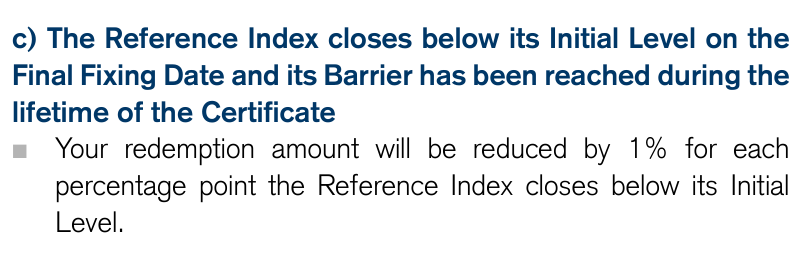 c) The Reference Index closes below its Initial Level on the
Final Fixing Date and its Barrier has been reached during the
lifetime of the Certificate
■ Your redemption amount will be reduced by 1% for each
percentage point the Reference Index closes below its Initial
Level.